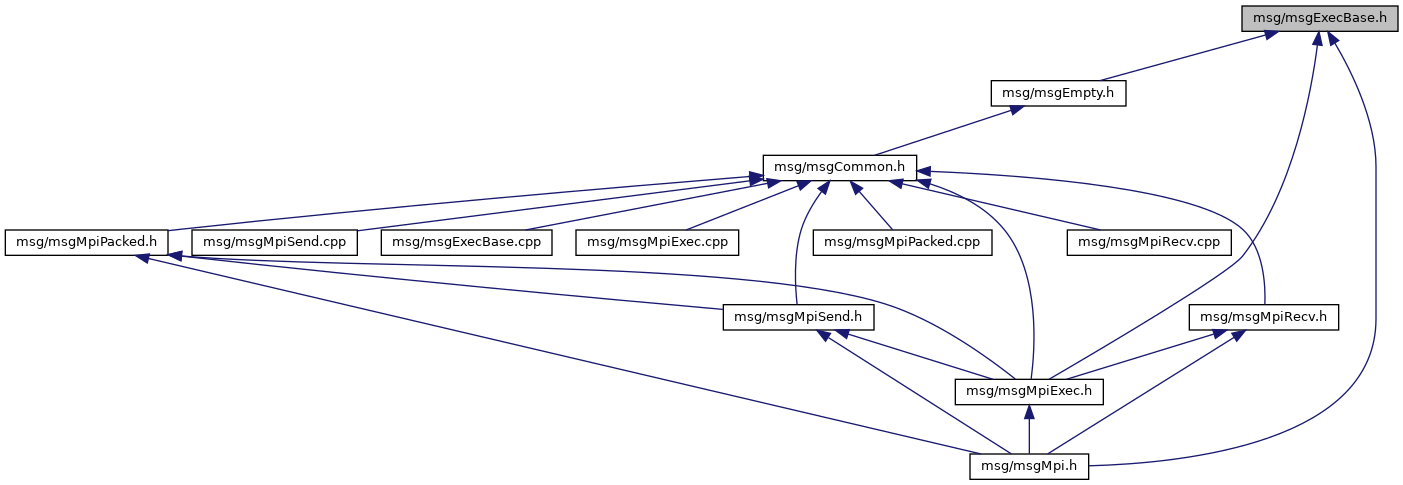 msg/msgExecBase.h
msg/msgEmpty.h
msg/msgCommon.h
msg/msgMpiPacked.h
msg/msgMpiSend.cpp
msg/msgExecBase.cpp
msg/msgMpiExec.cpp
msg/msgMpiPacked.cpp
msg/msgMpiRecv.cpp
msg/msgMpiSend.h
msg/msgMpiRecv.h
msg/msgMpiExec.h
msg/msgMpi.h